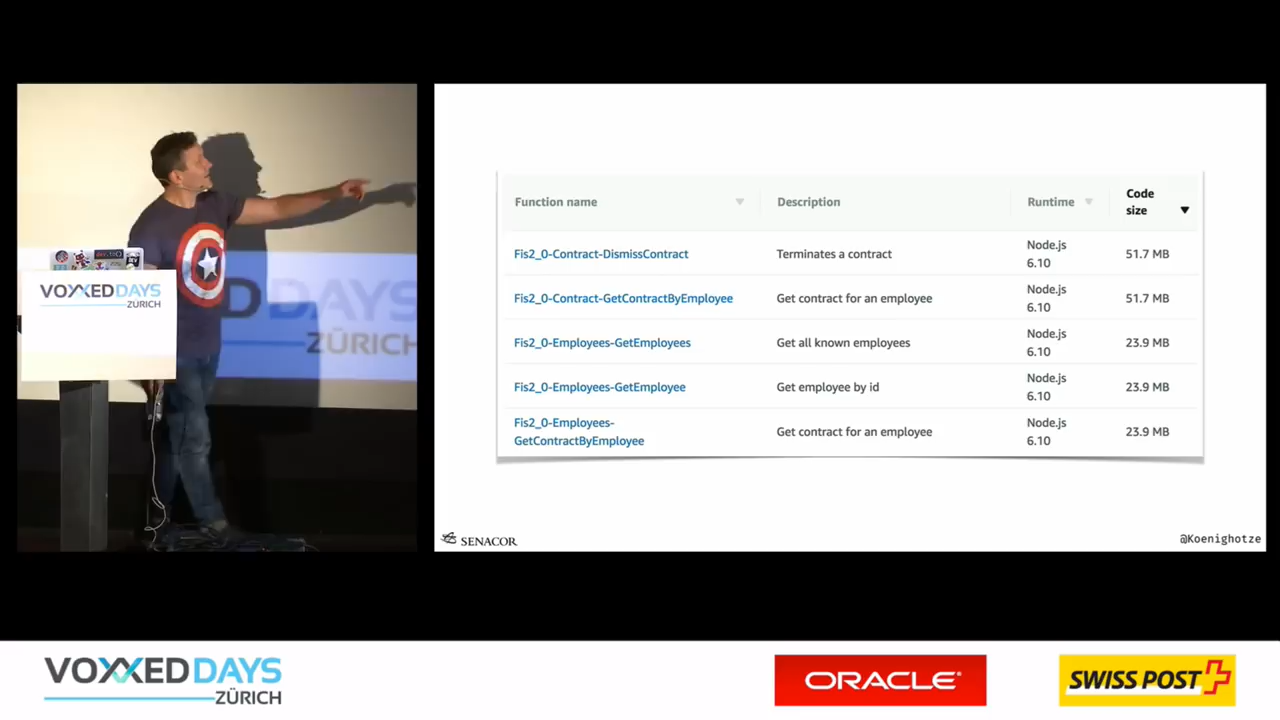 VOXXED DAYS
ZÜRICH
D DAYS
ZÜRICH
Function name
Description
Runtime
Code
size
Fis2_0-Contract-DismissContract
Terminates a contract
Node.js
6.10
51.7 MB
Fis2_0-Contract-GetContractByEmployee
Get contract for an employee
Node.js
6.10
51.7 MB
Fis2_0-Employees-GetEmployees
Get all known employees
Node.js
6.10
23.9 MB
Fis2_0-Employees-GetEmployee
Get employee by id
Node.js
6.10
23.9 MB
Fis2_0-Employees-
GetContractByEmployee
Get contract for an employee
Node.js
6.10
23.9 MB
SENACOR
@Koenighotze
VOXXED DAYS
ZÜRICH
ORACLE
SWISS POST